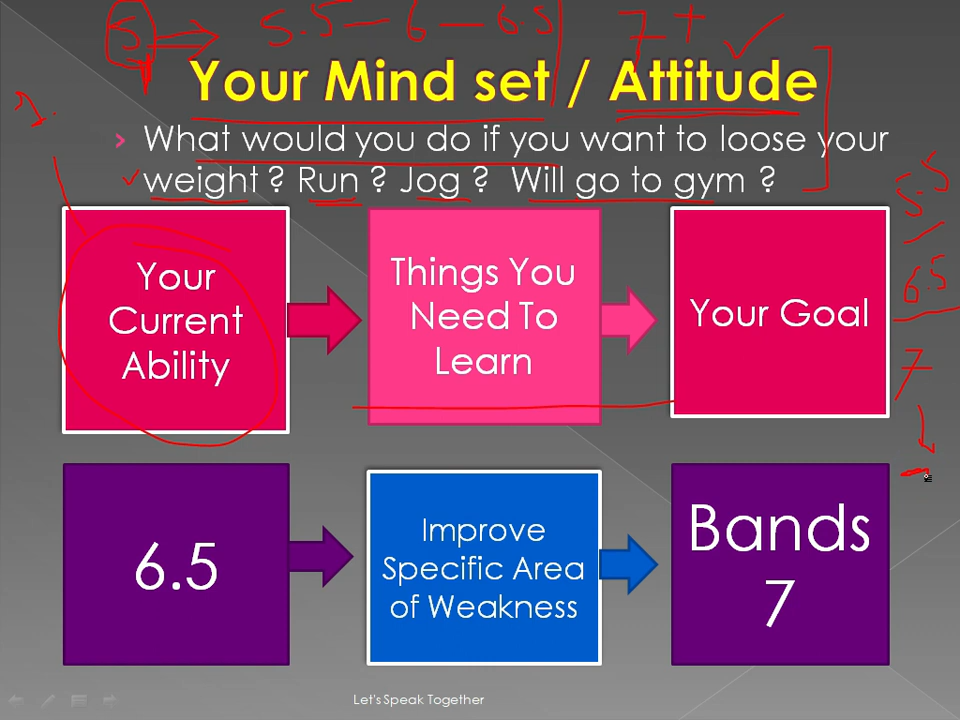 5 → 5.5 — 6 — 6.5 7+ ✓
Your Mind set / Attitude
1.
› What would you do if you want to loose your
weight ? Run ? Jog ? Will go to gym ?
5.5
6.5
7
Your
Current
Ability
Things You
Need To
Learn
Your Goal
6.5
Improve
Specific Area
of Weakness
Bands
7
Let's Speak Together